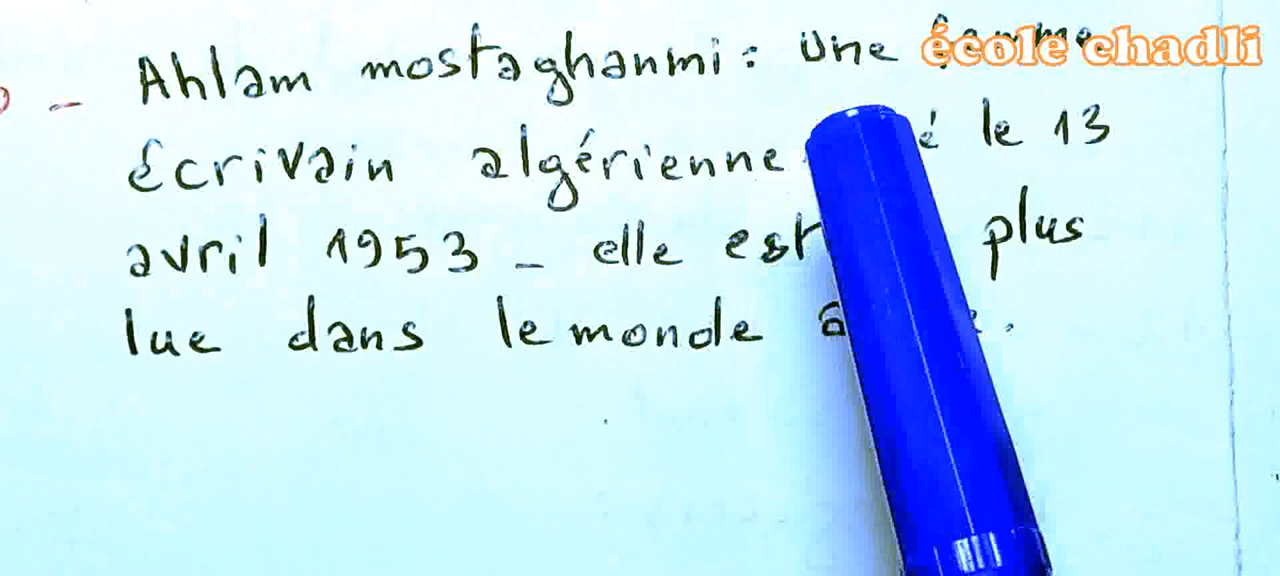 - Ahlam mostaghanmi: Une
école chadli
écrivain algérienne le 13
avril 1953 - elle est plus
lue dans le monde